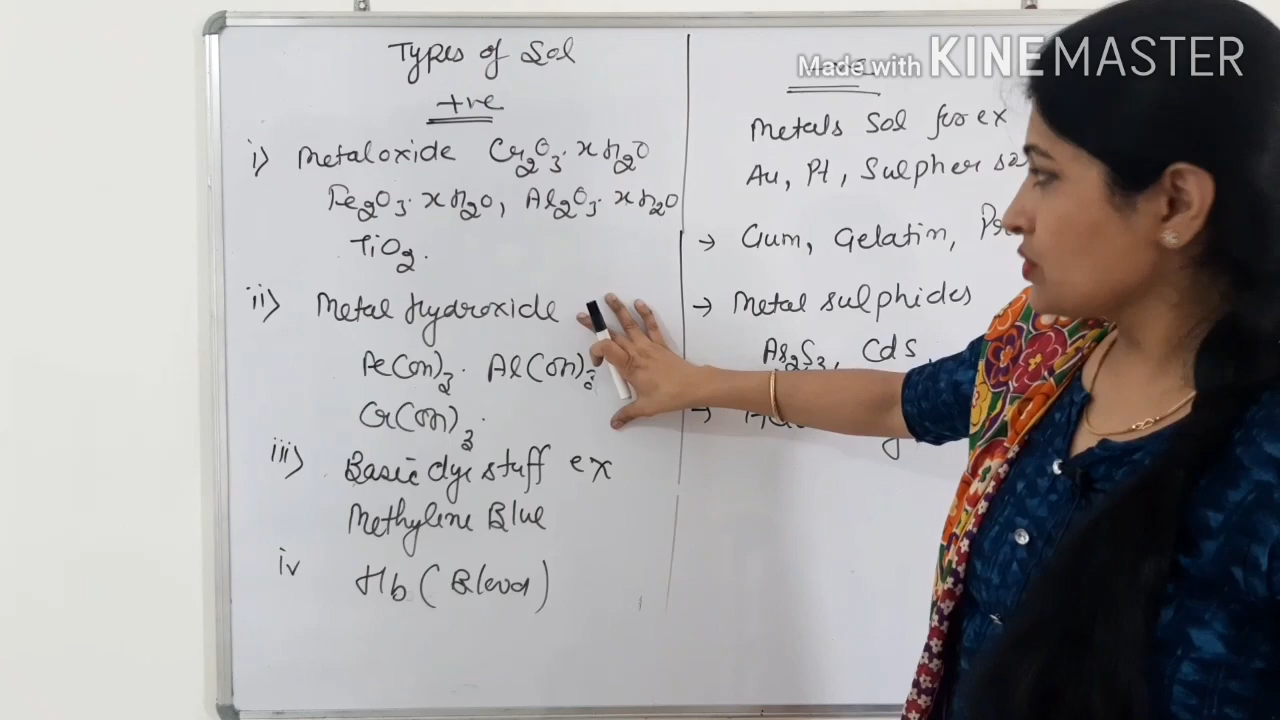 Types of Sol
+ve
i) Metaloxide Cr₂O₃·xH₂O
Fe₂O₃·xH₂O, Al₂O₃·xH₂O
TiO₂.
ii) Metal hydroxide
Fe(OH)₃. Al(OH)₃
Cr(OH)₃.
iii) Basic dye stuff ex
Methylene Blue
iv Hb (Blood)
Made with KINEMASTER
Metals Sol for ex
Au, Pt, Sulpher
→ Gum, Gelatin,
→ Metal sulphides
As₂S₃, CdS,
→